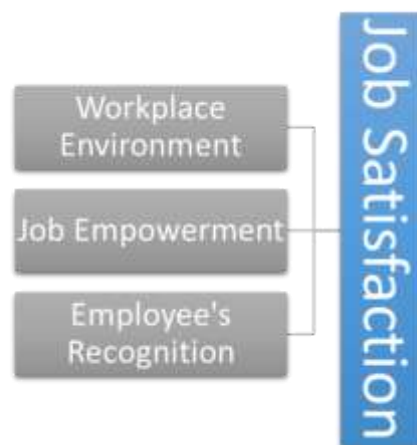 Workplace
Environment
Job Empowerment
Employee's
Recognition
Job Satisfaction